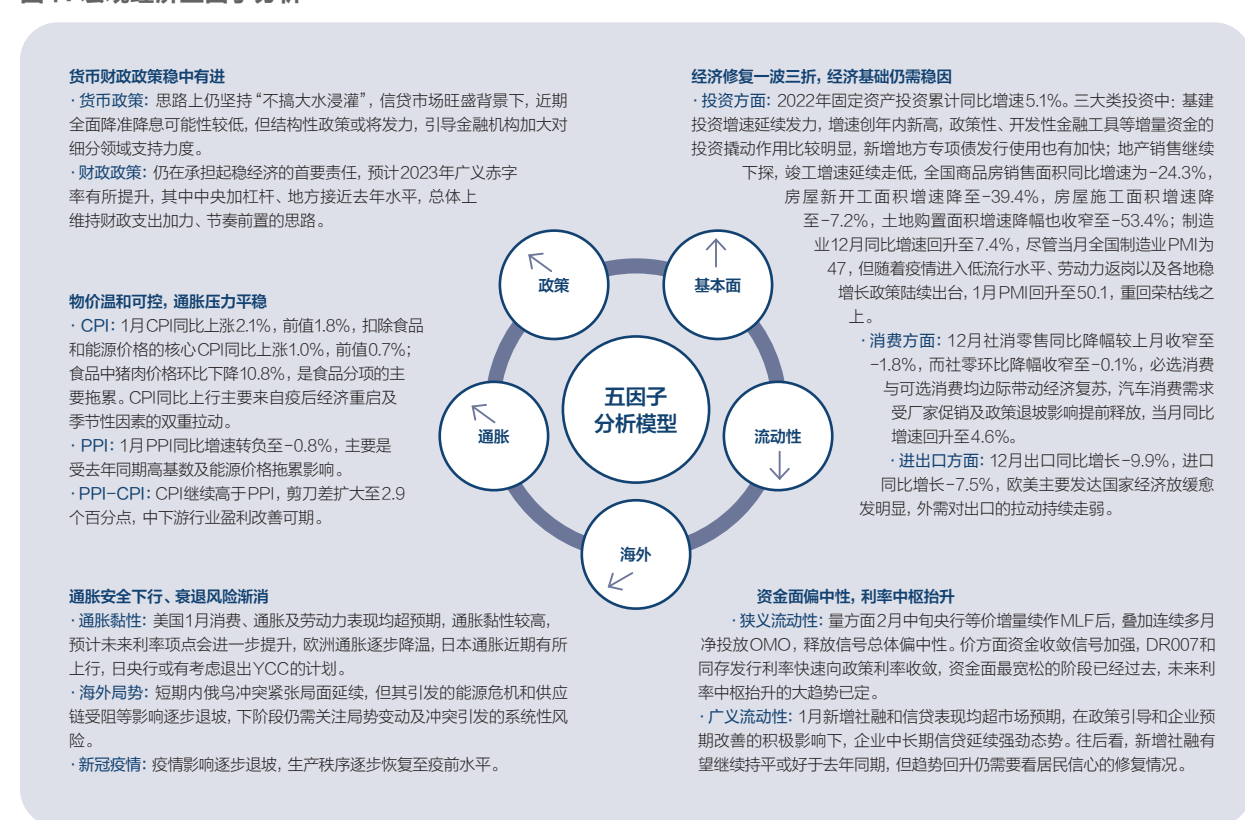 货币财政政策稳中有进
·货币政策：思路上仍坚持“不搞大水浸灌”，信贷市场旺盛背景下，近期
全面降准降息可能性较低，但结构性政策或将发力，引导金融机构加大对
细分领域支持力度。
·财政政策：仍在承担起稳经济的首要责任，预计2023年广义赤字
率有所提升，其中中央加杠杆、地方接近去年水平，总体上
维持财政支出加力、节奏前置的思路。
物价温和可控，通胀压力平稳
·CPI：1月CPI同比上涨2.1%，前值1.8%，扣除食品
和能源价格的核心CPI同比上涨1.0%，前值0.7%；
食品中猪肉价格环比下降10.8%，是食品分项的主
要拖累。CPI同比上行主要来自疫后经济重启及
季节性因素的双重拉动。
·PPI：1月PPI同比增速转负至-0.8%，主要是
受去年同期高基数及能源价格拖累影响。
·PPI-CPI：CPI继续高于PPI，剪刀差扩大至2.9
个百分点，中下游行业盈利改善可期。
通胀安全下行、衰退风险渐消
·通胀黏性：美国1月消费、通胀及劳动力表现均超预期，通胀黏性较高，
预计未来利率项点会进一步提升，欧洲通胀逐步降温，日本通胀近期有所
上行，日央行或有考虑退出YCC的计划。
·海外局势：短期内俄乌冲突紧张局面延续，但其引发的能源危机和供应
链受阻等影响逐步退坡，下阶段仍需关注局势变动及冲突引发的系统性风
险。
·新冠疫情：疫情影响逐步退坡，生产秩序逐步恢复至疫前水平。
政策
基本面
五因子
分析模型
通胀
流动性
海外
经济修复一波三折，经济基础仍需稳固
·投资方面：2022年固定资产投资累计同比增速5.1%。三大类投资中：基建
投资增速延续发力，增速创年内新高，政策性、开发性金融工具等增量资金的
投资撬动作用比较明显，新增地方专项债发行使用也有加快；地产销售继续
下探，竣工增速延续走低，全国商品房销售面积同比增速为-24.3%，
房屋新开工面积增速降至-39.4%，房屋施工面积增速降
至-7.2%，土地购置面积增速降幅也收窄至-53.4%；制造
业12月同比增速回升至7.4%，尽管当月全国制造业PMI为
47，但随着疫情进入低流行水平、劳动力返岗以及各地稳
增长政策陆续出台，1月PMI回升至50.1，重回荣枯线之
上。
·消费方面：12月社消零售同比降幅较上月收窄至
-1.8%，而社零环比降幅收窄至-0.1%，必选消费
与可选消费均边际带动经济复苏，汽车消费需求
受厂家促销及政策退坡影响提前释放，当月同比
增速回升至4.6%。
·进出口方面：12月出口同比增长-9.9%，进口
同比增长-7.5%，欧美主要发达国家经济放缓愈
发明显，外需对出口的拉动持续走弱。
资金面偏中性，利率中枢抬升
·狭义流动性：量方面2月中旬央行等价增量续作MLF后，叠加连续多月
净投放OMO，释放信号总体偏中性。价方面资金收敛信号加强，DR007和
同存发行利率快速向政策利率收敛，资金面最宽松的阶段已经过去，未来利
率中枢抬升的大趋势已定。
·广义流动性：1月新增社融和信贷表现均超市场预期，在政策引导和企业预
期改善的积极影响下，企业中长期信贷延续强劲态势。往后看，新增社融有
望继续持平或好于去年同期，但趋势回升仍需要看居民信心的修复情况。